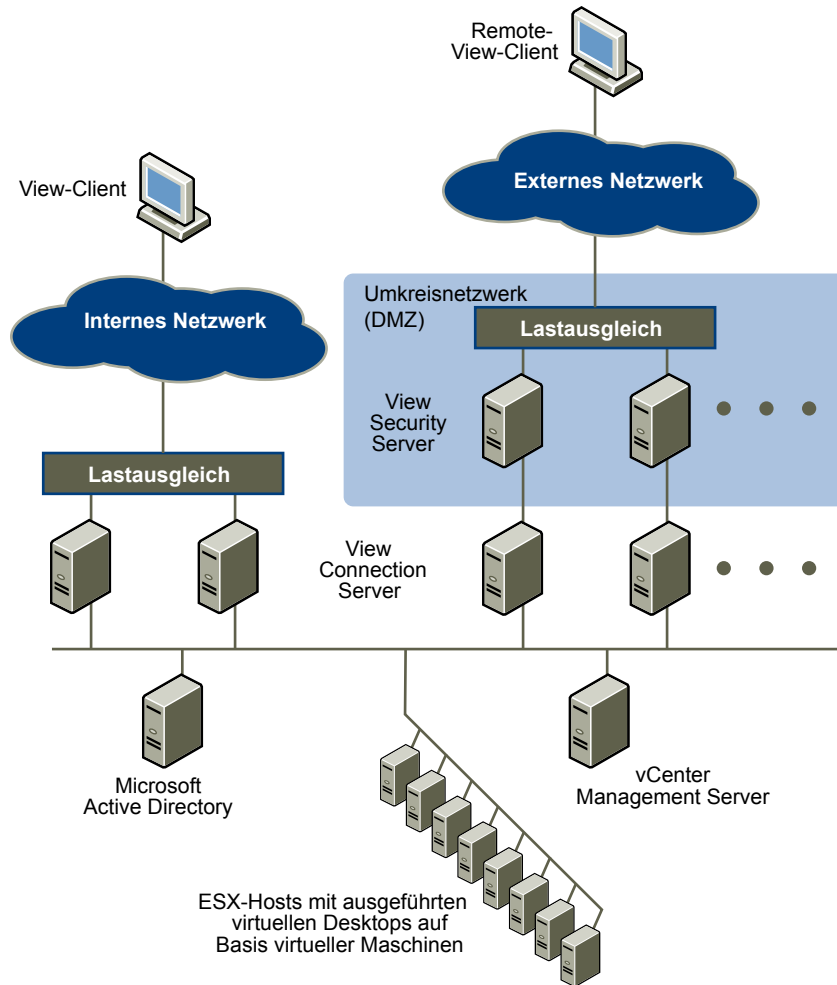 Remote-
View-Client
View-Client
Externes Netzwerk
Internes Netzwerk
Umkreisnetzwerk
(DMZ)
Lastausgleich
View
Security
Server
Lastausgleich
View
Connection
Server
Microsoft
Active Directory
vCenter
Management Server
ESX-Hosts mit ausgeführten
virtuellen Desktops auf
Basis virtueller Maschinen